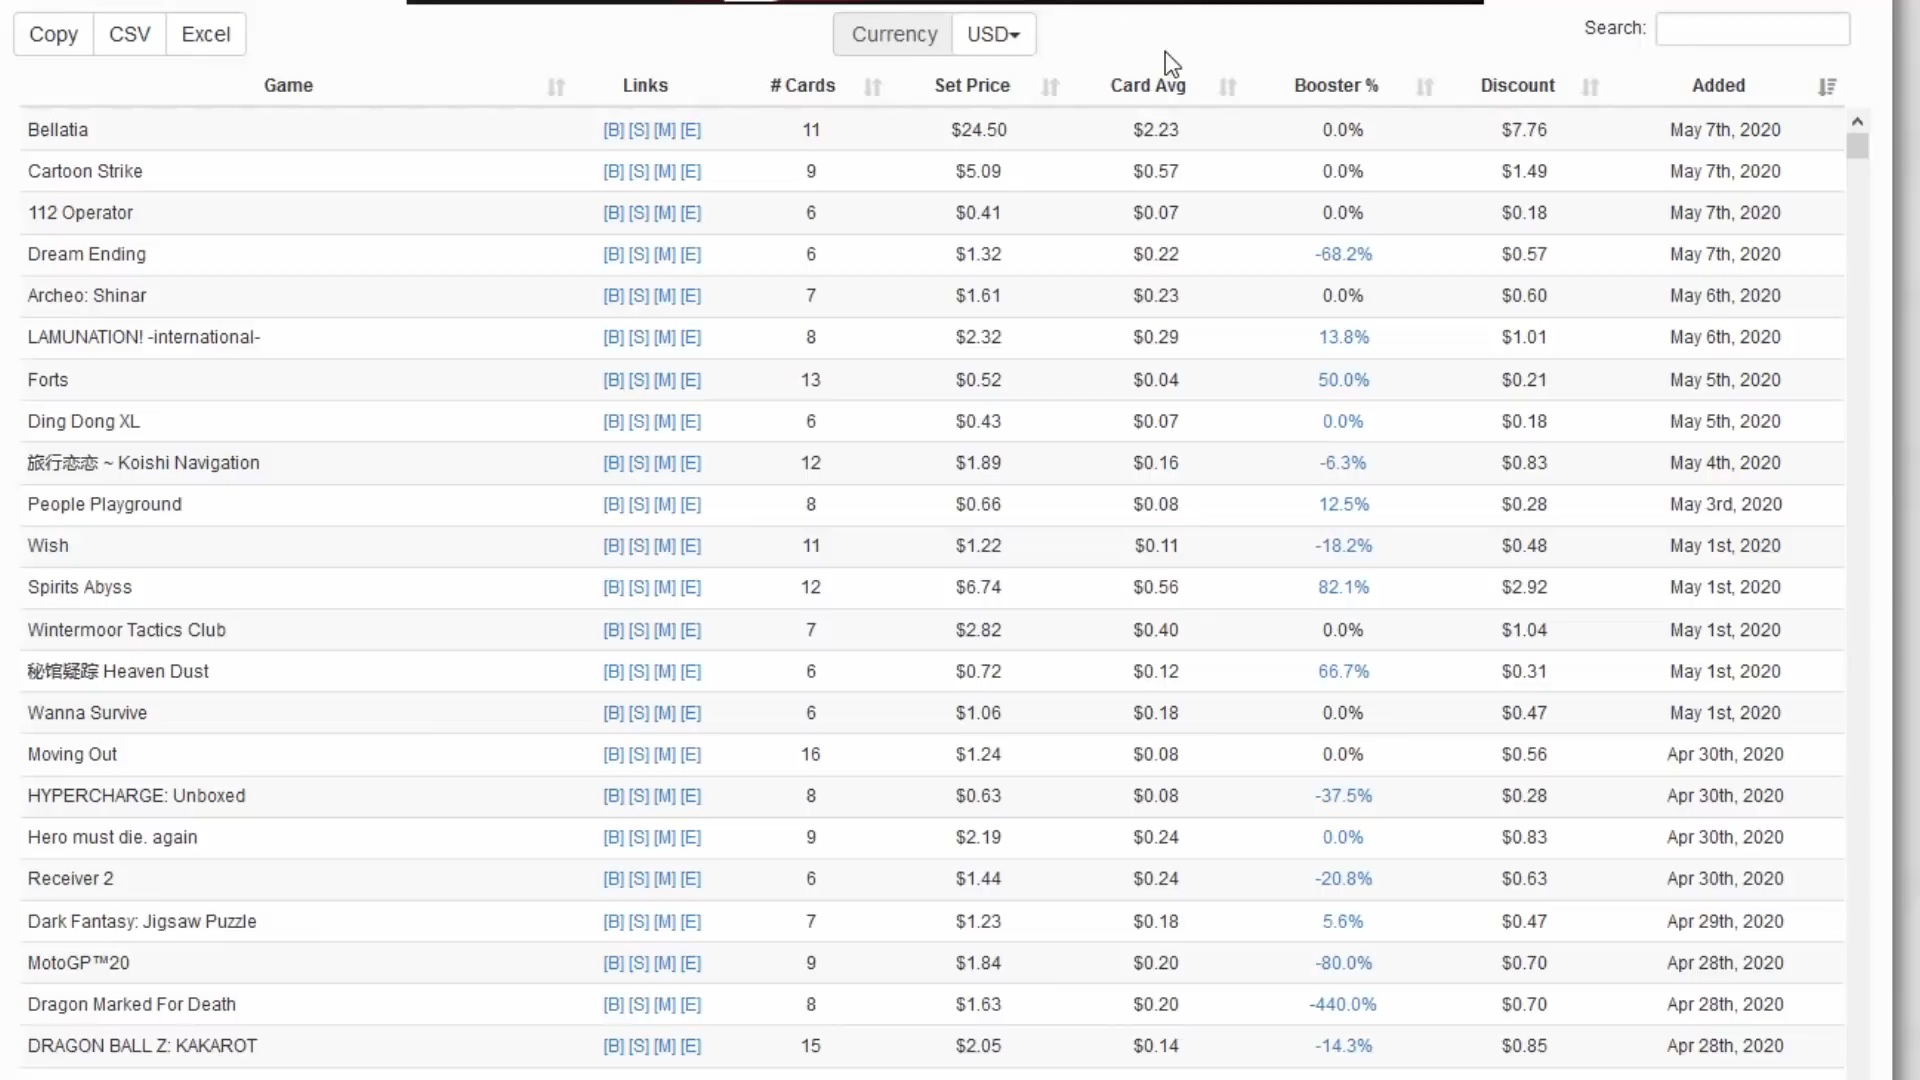 Copy CSV Excel Currency USD Search:
Game Links # Cards Set Price Card Avg Booster % Discount Added
Bellatia [B] [S] [M] [E] 11 $24.50 $2.23 0.0% $7.76 May 7th, 2020
Cartoon Strike [B] [S] [M] [E] 9 $5.09 $0.57 0.0% $1.49 May 7th, 2020
112 Operator [B] [S] [M] [E] 6 $0.41 $0.07 0.0% $0.18 May 7th, 2020
Dream Ending [B] [S] [M] [E] 6 $1.32 $0.22 -68.2% $0.57 May 7th, 2020
Archeo: Shinar [B] [S] [M] [E] 7 $1.61 $0.23 0.0% $0.60 May 6th, 2020
LAMUNATION! -international- [B] [S] [M] [E] 8 $2.32 $0.29 13.8% $1.01 May 6th, 2020
Forts [B] [S] [M] [E] 13 $0.52 $0.04 50.0% $0.21 May 5th, 2020
Ding Dong XL [B] [S] [M] [E] 6 $0.43 $0.07 0.0% $0.18 May 5th, 2020
旅行恋恋 ~ Koishi Navigation [B] [S] [M] [E] 12 $1.89 $0.16 -6.3% $0.83 May 4th, 2020
People Playground [B] [S] [M] [E] 8 $0.66 $0.08 12.5% $0.28 May 3rd, 2020
Wish [B] [S] [M] [E] 11 $1.22 $0.11 -18.2% $0.48 May 1st, 2020
Spirits Abyss [B] [S] [M] [E] 12 $6.74 $0.56 82.1% $2.92 May 1st, 2020
Wintermoor Tactics Club [B] [S] [M] [E] 7 $2.82 $0.40 0.0% $1.04 May 1st, 2020
秘馆疑踪 Heaven Dust [B] [S] [M] [E] 6 $0.72 $0.12 66.7% $0.31 May 1st, 2020
Wanna Survive [B] [S] [M] [E] 6 $1.06 $0.18 0.0% $0.47 May 1st, 2020
Moving Out [B] [S] [M] [E] 16 $1.24 $0.08 0.0% $0.56 Apr 30th, 2020
HYPERCHARGE: Unboxed [B] [S] [M] [E] 8 $0.63 $0.08 -37.5% $0.28 Apr 30th, 2020
Hero must die. again [B] [S] [M] [E] 9 $2.19 $0.24 0.0% $0.83 Apr 30th, 2020
Receiver 2 [B] [S] [M] [E] 6 $1.44 $0.24 -20.8% $0.63 Apr 30th, 2020
Dark Fantasy: Jigsaw Puzzle [B] [S] [M] [E] 7 $1.23 $0.18 5.6% $0.47 Apr 29th, 2020
MotoGP™20 [B] [S] [M] [E] 9 $1.84 $0.20 -80.0% $0.70 Apr 28th, 2020
Dragon Marked For Death [B] [S] [M] [E] 8 $1.63 $0.20 -440.0% $0.70 Apr 28th, 2020
DRAGON BALL Z: KAKAROT [B] [S] [M] [E] 15 $2.05 $0.14 -14.3% $0.85 Apr 28th, 2020